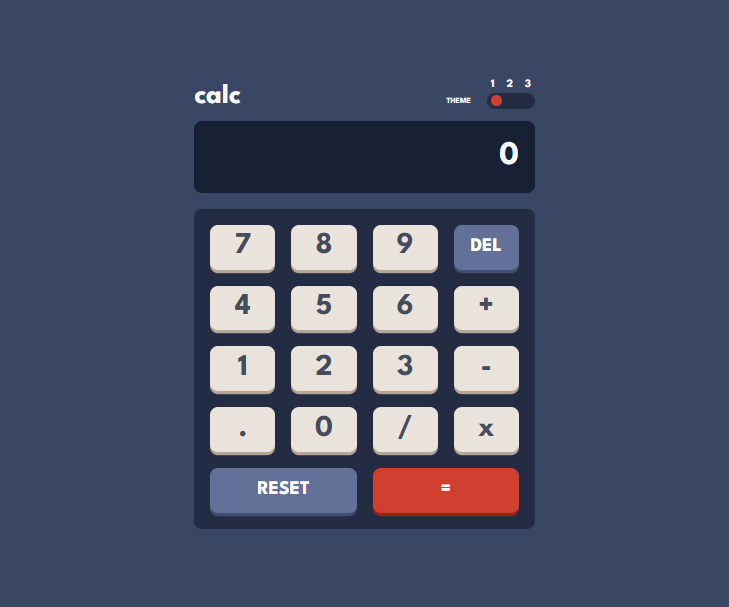 1 2 3
calc THEME
0
7 8 9 DEL
4 5 6 +
1 2 3 -
. 0 / x
RESET =